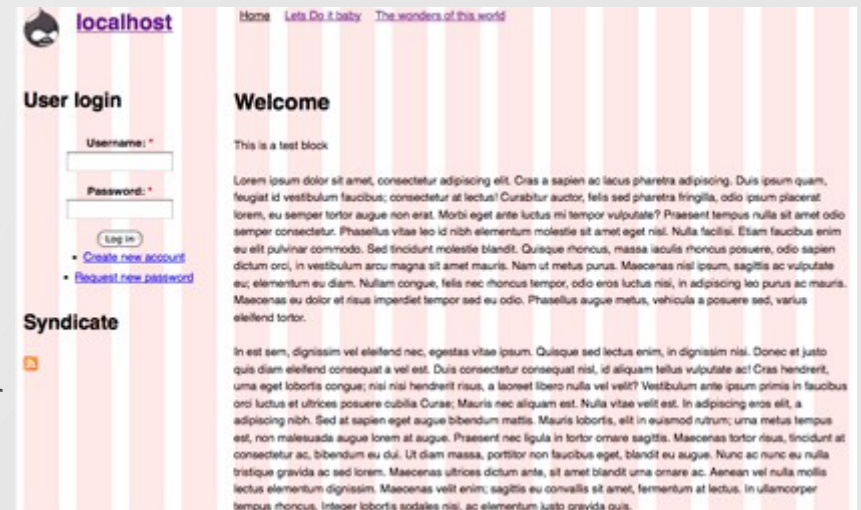 localhost
Home Lets Do it baby The wonders of this world
User login
Username: *
Password: *
Log in
Create new account
Request new password
Syndicate
Welcome
This is a test block
Lorem ipsum dolor sit amet, consectetur adipiscing elit. Cras a sapien ac lacus pharetra adipiscing. Duis ipsum quam,
feugiat id vestibulum faucibus; consectetur at lectus! Curabitur auctor, felis sed pharetra fringilla, odio ipsum placerat
lorem, eu semper tortor augue non erat. Morbi eget ante luctus mi tempor vulputate? Praesent tempus nulla sit amet odio
semper consectetur. Phasellus vitae leo id nibh elementum molestie sit amet eget nisl. Nulla facilisi. Etiam faucibus enim
eu elit pulvinar commodo. Sed tincidunt molestie blandit. Quisque rhoncus, massa iaculis rhoncus posuere, odio sapien
dictum orci, in vestibulum arcu magna sit amet mauris. Nam ut metus purus. Maecenas nisl ipsum, sagittis ac vulputate
eu; elementum eu diam. Nullam congue, felis nec rhoncus tempor, odio eros luctus nisi, in adipiscing leo purus ac mauris.
Maecenas eu dolor et risus imperdiet tempor sed eu odio. Phasellus augue metus, vehicula a posuere sed, varius
eleifend tortor.
In est sem, dignissim vel eleifend nec, egestas vitae ipsum. Quisque sed lectus enim, in dignissim nisi. Donec et justo
quis diam eleifend consequat a vel est. Duis consectetur consequat nisl, id aliquam tellus vulputate ac! Cras hendrerit,
urna eget lobortis congue; nisi nisl hendrerit risus, a laoreet libero nulla vel velit? Vestibulum ante ipsum primis in faucibus
orci luctus et ultrices posuere cubilia Curae; Mauris nec aliquam est. Nulla vitae velit est. In adipiscing eros elit, a
adipiscing nibh. Sed at sapien eget augue bibendum mattis. Mauris lobortis, elit in euismod rutrum; urna metus tempus
est, non malesuada augue lorem at augue. Praesent nec ligula in tortor ornare sagittis. Maecenas tortor risus, tincidunt at
consectetur ac, bibendum eu dui. Ut diam massa, porttitor non faucibus eget, blandit eu augue. Nunc ac nunc eu nulla
tristique gravida ac sed lorem. Maecenas ultrices dictum ante, sit amet blandit urna ornare ac. Aenean vel nulla mollis
lectus elementum dignissim. Maecenas velit enim; sagittis eu convallis sit amet, fermentum at lectus. In ullamcorper
tempus rhoncus. Integer lobortis sodales nisi, ac elementum justo gravida quis.